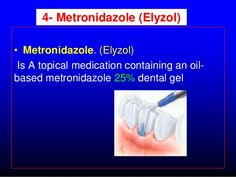 4- Metronidazole (Elyzol)
• Metronidazole. (Elyzol)
Is A topical medication containing an oil-
based metronidazole 25% dental gel